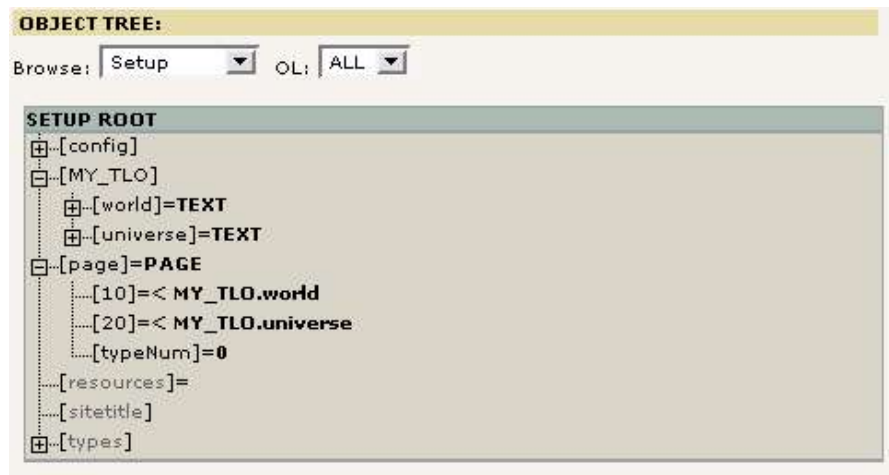 OBJECT TREE:
Browse: Setup OL: ALL
SETUP ROOT
[config]
[MY_TLO]
[world]=TEXT
[universe]=TEXT
[page]=PAGE
[10]=< MY_TLO.world
[20]=< MY_TLO.universe
[typeNum]=0
[resources]=
[sitetitle]
[types]